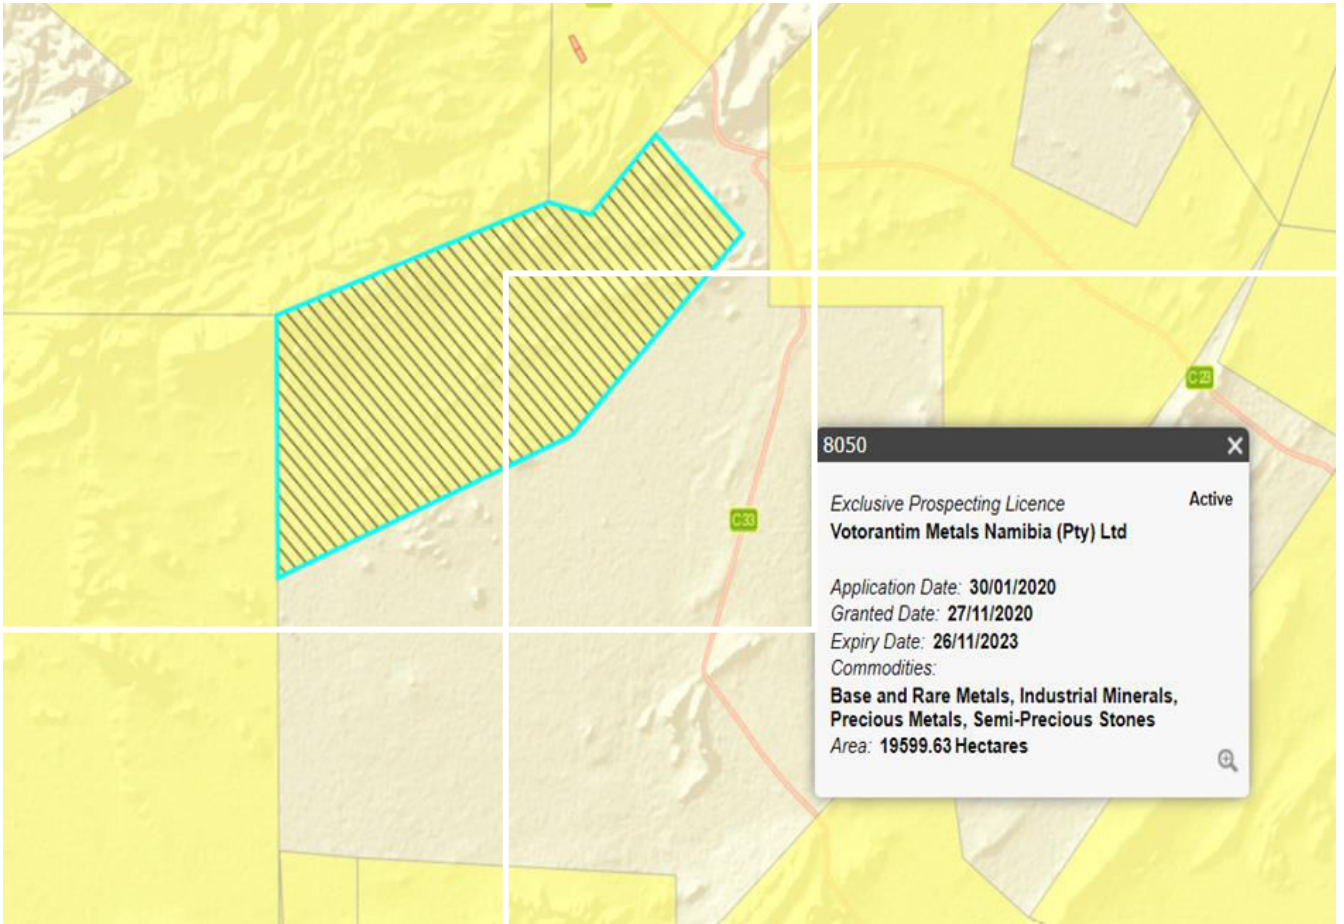 C23
8050
Exclusive Prospecting Licence Active
Votorantim Metals Namibia (Pty) Ltd
C33
Application Date: 30/01/2020
Granted Date: 27/11/2020
Expiry Date: 26/11/2023
Commodities:
Base and Rare Metals, Industrial Minerals,
Precious Metals, Semi-Precious Stones
Area: 19599.63 Hectares